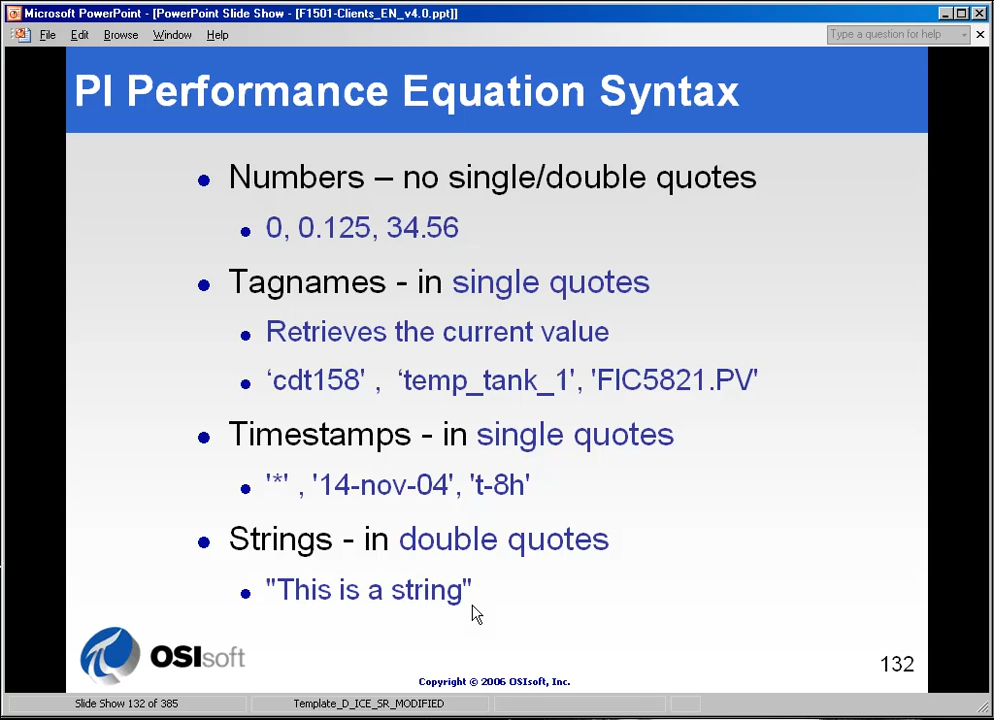 Microsoft PowerPoint - [PowerPoint Slide Show - [F1501-Clients_EN_v4.0.ppt]]
File Edit Browse Window Help Type a question for help
PI Performance Equation Syntax
• Numbers – no single/double quotes
• 0, 0.125, 34.56
• Tagnames - in single quotes
• Retrieves the current value
• ‘cdt158' , ‘temp_tank_1', 'FIC5821.PV'
• Timestamps - in single quotes
• '*' , '14-nov-04', 't-8h'
• Strings - in double quotes
• "This is a string"
OSIsoft
132
Copyright © 2006 OSIsoft, Inc.
Slide Show 132 of 385 Template_D_ICE_SR_MODIFIED